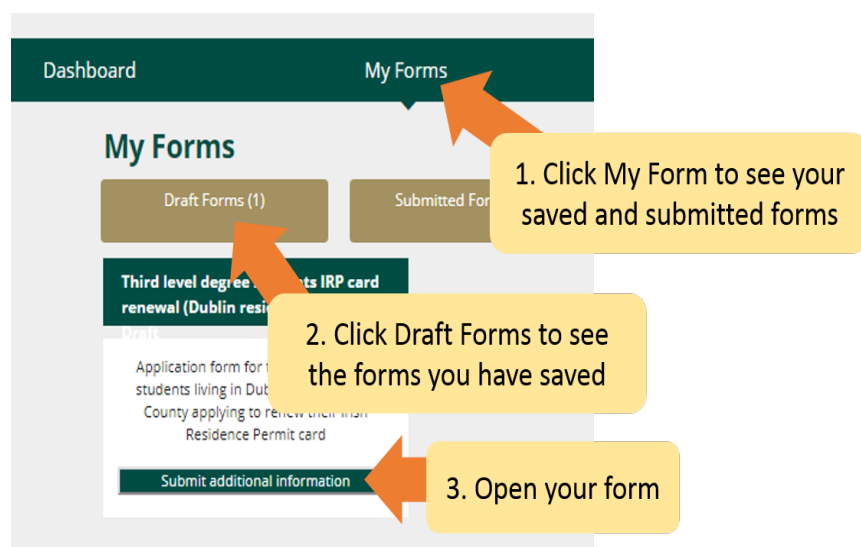 Dashboard
My Forms
My Forms
Draft Forms (1)
Submitted For
1. Click My Form to see your
saved and submitted forms
Third level degree ts IRP card
renewal (Dublin resi
Draft
2. Click Draft Forms to see
the forms you have saved
Application form for
students living in Dub
County applying to renew their Irish
Residence Permit card
Submit additional information
3. Open your form